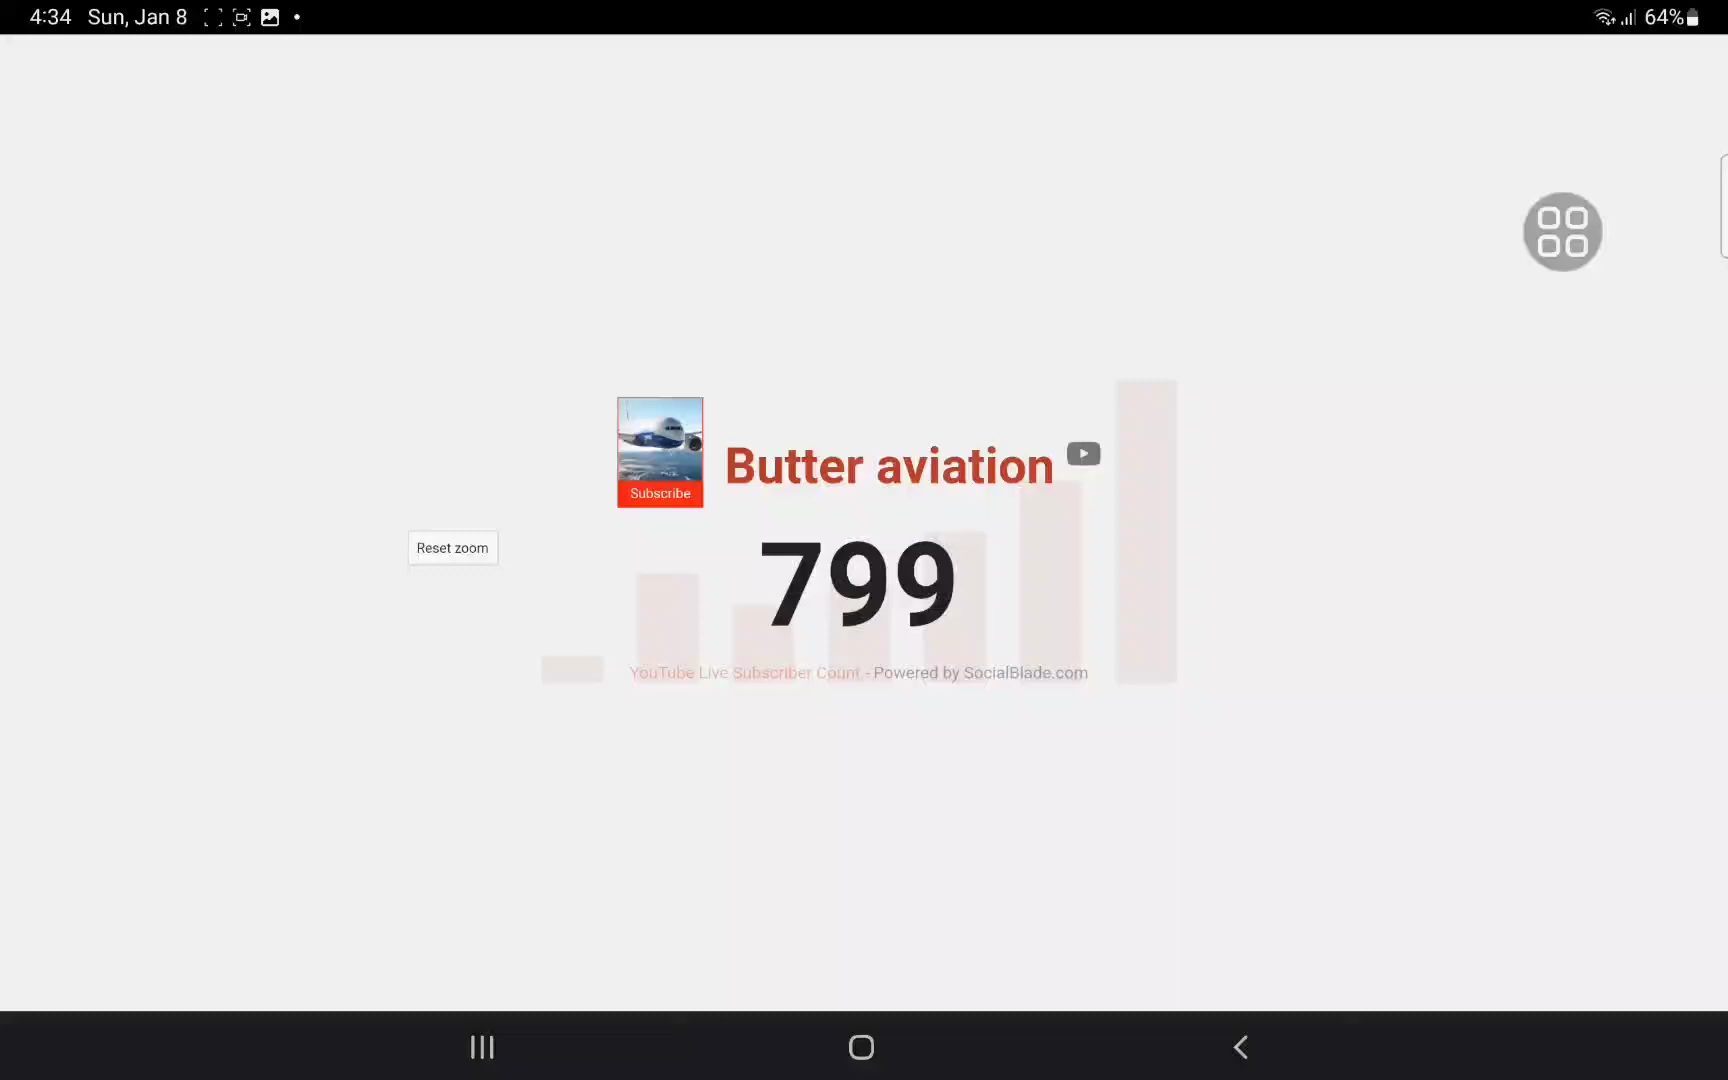 4:34 Sun, Jan 8 64%
Butter aviation
Subscribe
Reset zoom
799
YouTube Live Subscriber Count - Powered by SocialBlade.com